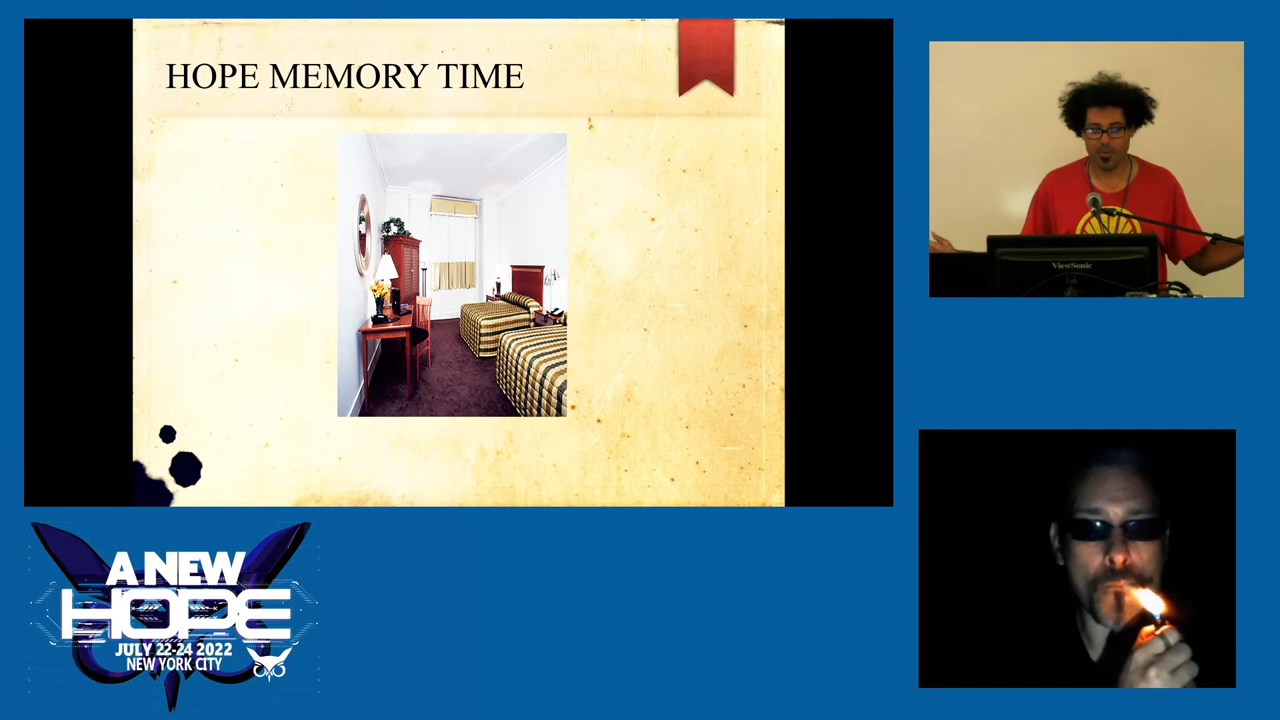 HOPE MEMORY TIME
ViewSonic
A NEW
HOPE
JULY 22-24 2022
NEW YORK CITY